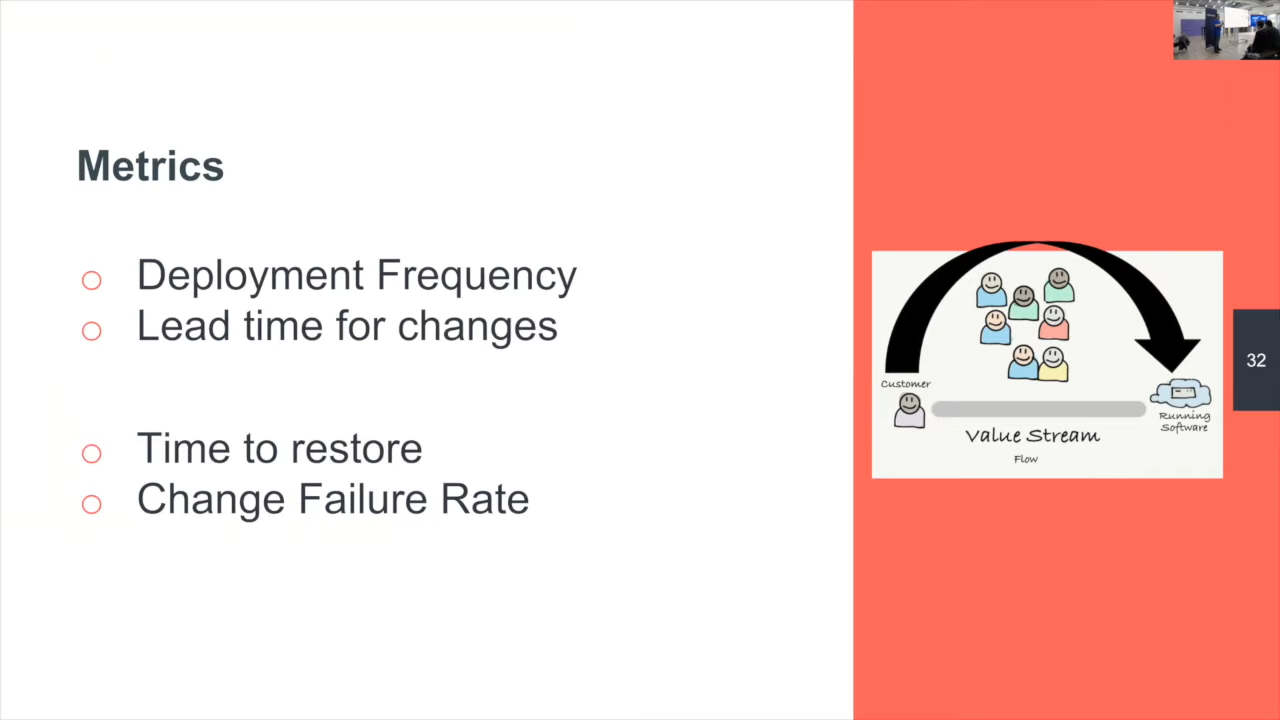 Metrics
Deployment Frequency
Lead time for changes
Time to restore
Change Failure Rate
Customer
Running
Software
Value Stream
Flow
32